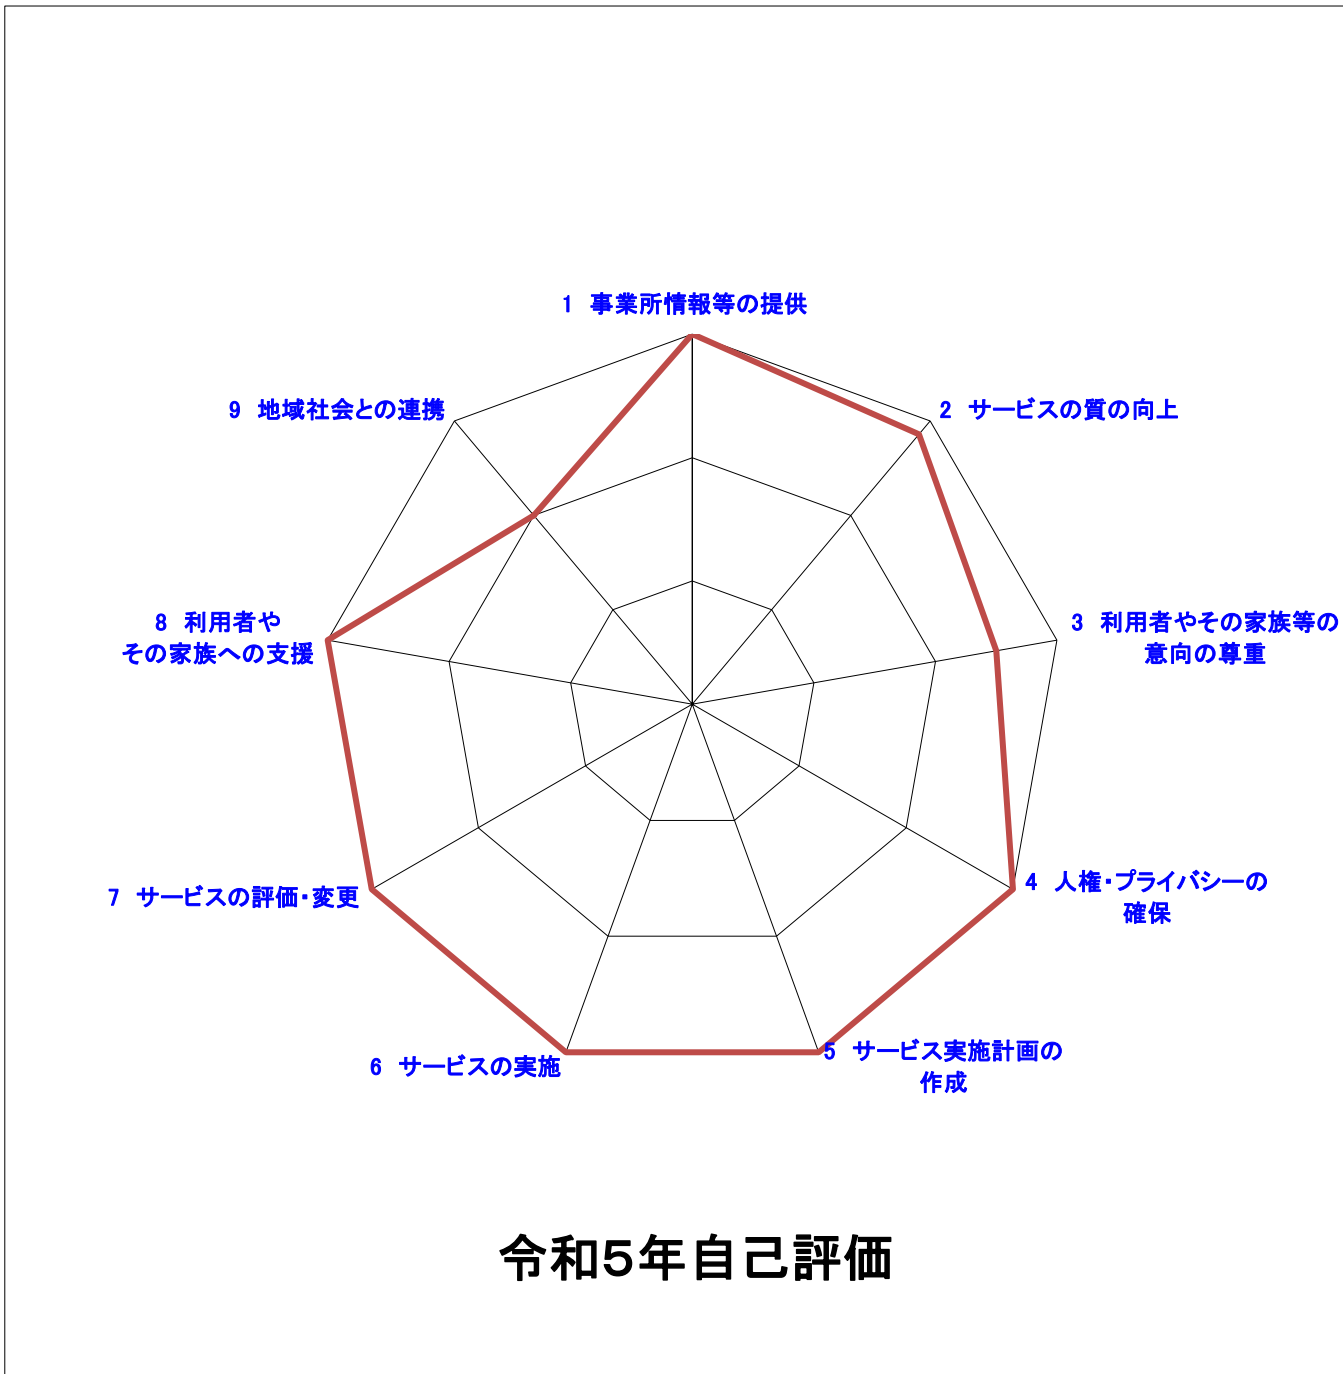 1 事業所情報等の提供
2 サービスの質の向上
3 利用者やその家族等の
意向の尊重
4 人権・プライバシーの
確保
5 サービス実施計画の
作成
6 サービスの実施
7 サービスの評価・変更
8 利用者や
その家族への支援
9 地域社会との連携
令和5年自己評価